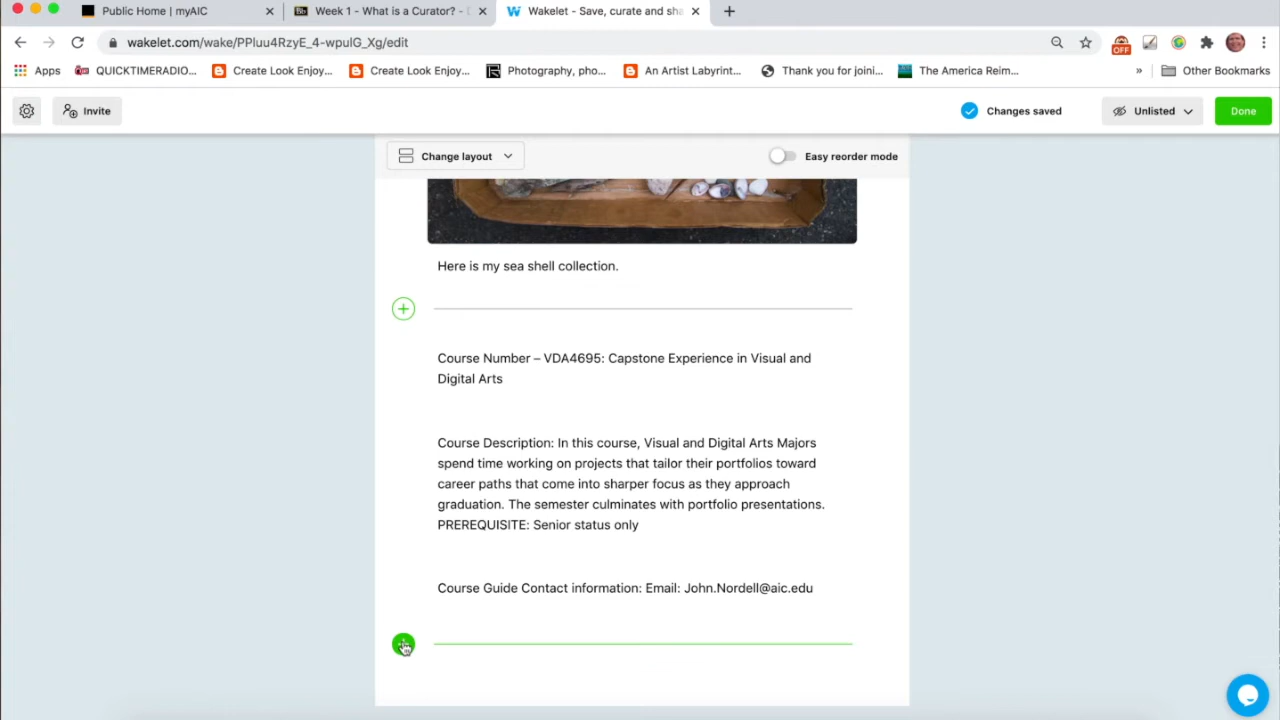 Public Home | myAIC
Week 1 - What is a Curator? -
Wakelet - Save, curate and sha
wakelet.com/wake/PPluu4RzyE_4-wpulG_Xg/edit
OFF
Apps
QUICKTIMERADIO...
Create Look Enjoy...
Create Look Enjoy...
Photography, pho...
An Artist Labyrint...
Thank you for joini...
The America Reim...
»
Other Bookmarks
Invite
Changes saved
Unlisted
Done
Change layout
Easy reorder mode
Here is my sea shell collection.
Course Number – VDA4695: Capstone Experience in Visual and
Digital Arts
Course Description: In this course, Visual and Digital Arts Majors
spend time working on projects that tailor their portfolios toward
career paths that come into sharper focus as they approach
graduation. The semester culminates with portfolio presentations.
PREREQUISITE: Senior status only
Course Guide Contact information: Email: John.Nordell@aic.edu